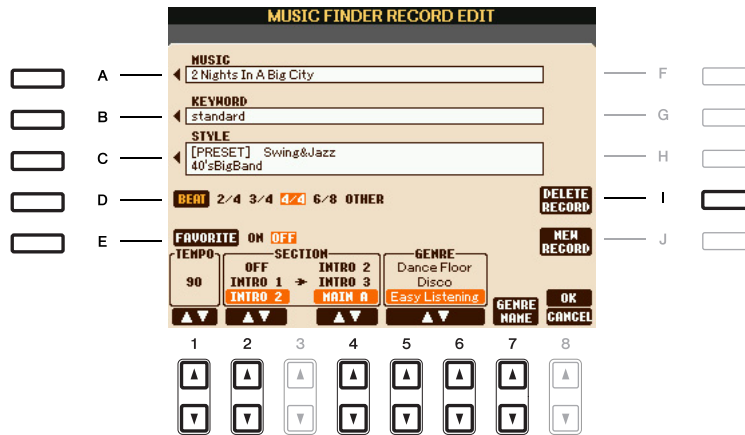 MUSIC FINDER RECORD EDIT
MUSIC
A 2 Nights In A Big City F
KEYWORD
B standard G
STYLE
C [PRESET] Swing&Jazz H
40'sBigBand
D BEAT 2/4 3/4 4/4 6/8 OTHER DELETE RECORD I
E FAVORITE ON OFF NEW RECORD J
TEMPO SECTION GENRE
OFF INTRO 2 Dance Floor
90 INTRO 1 INTRO 3 Disco
INTRO 2 MAIN A Easy Listening GENRE NAME OK
CANCEL
1 2 3 4 5 6 7 8